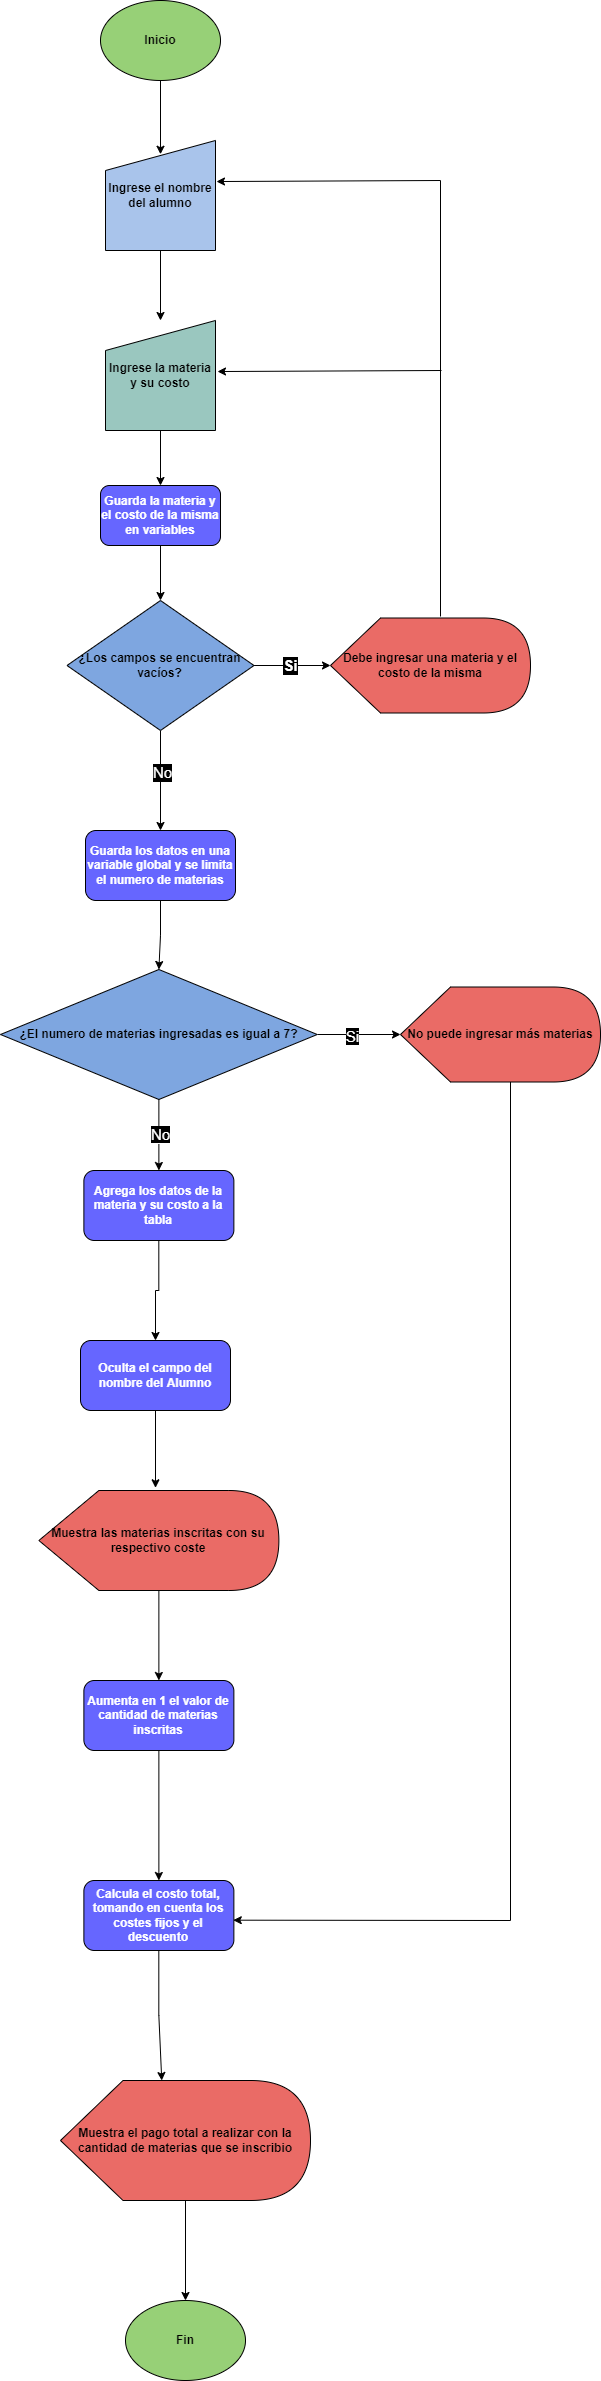 Inicio
Ingrese el nombre
del alumno
Ingrese la materia
y su costo
Guarda la materia y
el costo de la misma
en variables
¿Los campos se encuentran
vacíos?
Si
Debe ingresar una materia y el
costo de la misma
No
Guarda los datos en una
variable global y se limita
el numero de materias
¿El numero de materias ingresadas es igual a 7?
Si
No puede ingresar más materias
No
Agrega los datos de la
materia y su costo a la
tabla
Oculta el campo del
nombre del Alumno
Muestra las materias inscritas con su
respectivo coste
Aumenta en 1 el valor de
cantidad de materias
inscritas
Calcula el costo total,
tomando en cuenta los
costes fijos y el
descuento
Muestra el pago total a realizar con la
cantidad de materias que se inscribio
Fin